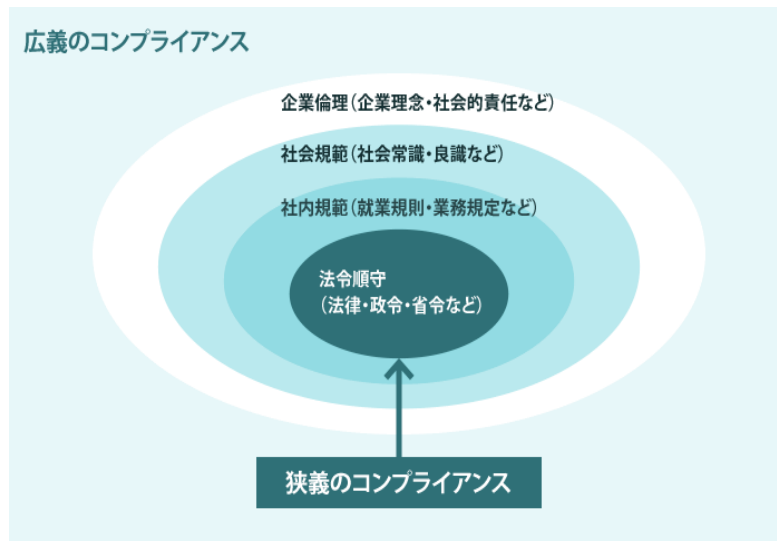 広義のコンプライアンス
企業倫理(企業理念・社会的責任など)
社会規範(社会常識・良識など)
社内規範(就業規則・業務規定など)
法令順守
(法律・政令・省令など)
狭義のコンプライアンス